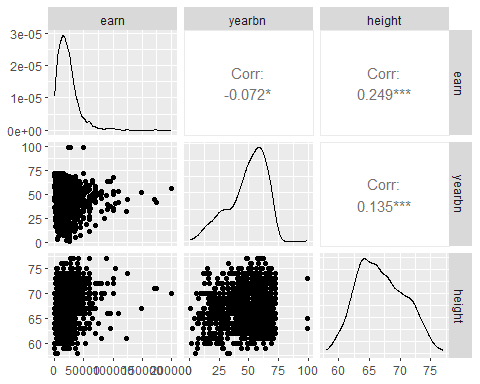 earn
yearbn
height
3e-05
2e-05
1e-05
0e+00
Corr:
-0.072*
Corr:
0.249***
earn
100
75
50
25
0
Corr:
0.135***
yearbn
75
70
65
60
height
0
50000
100000
150000
200000
0
25
50
75
100
60
65
70
75